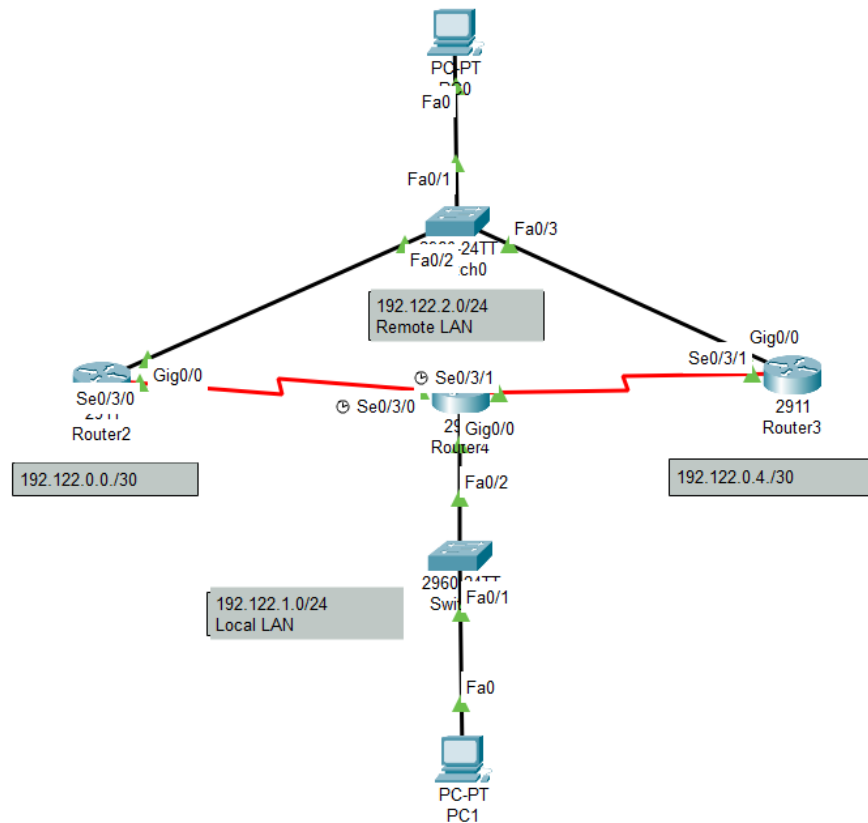 PC-PT
Fa0
Fa0/1
Fa0/3
Fa0/2
192.122.2.0/24
Remote LAN
Gig0/0
Se0/3/1
Gig0/0
Se0/3/0
Router2
Se0/3/1
Se0/3/0
2911
Router3
Gig0/0
192.122.0.0./30
192.122.0.4./30
Fa0/2
192.122.1.0/24
Local LAN
Fa0/1
Fa0
PC-PT
PC1